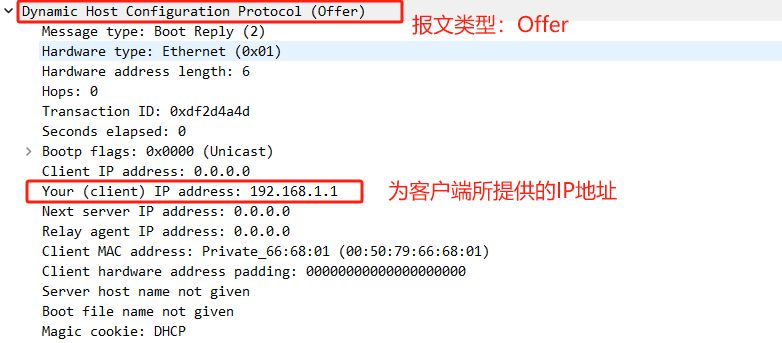 Dynamic Host Configuration Protocol (Offer)
报文类型：Offer
Message type: Boot Reply (2)
Hardware type: Ethernet (0x01)
Hardware address length: 6
Hops: 0
Transaction ID: 0xdf2d4a4d
Seconds elapsed: 0
Bootp flags: 0x0000 (Unicast)
Client IP address: 0.0.0.0
Your (client) IP address: 192.168.1.1
为客户端所提供的IP地址
Next server IP address: 0.0.0.0
Relay agent IP address: 0.0.0.0
Client MAC address: Private_66:68:01 (00:50:79:66:68:01)
Client hardware address padding: 00000000000000000000
Server host name not given
Boot file name not given
Magic cookie: DHCP